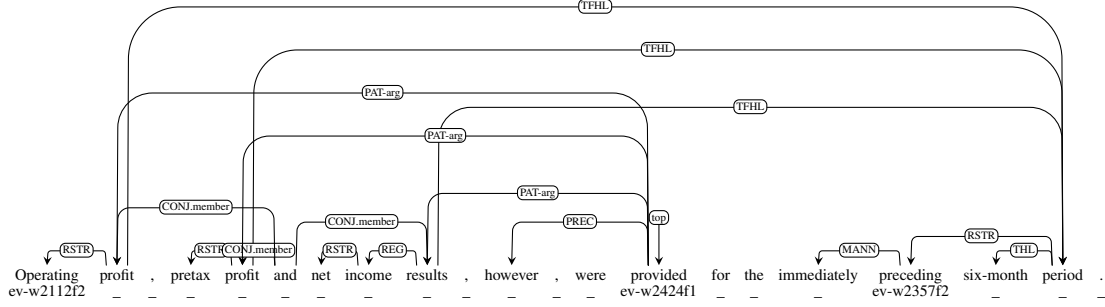 TFHL
TFHL
PAT-arg
TFHL
PAT-arg
PAT-arg
CONJ.member
CONJ.member PREC top
RSTR
RSTR RSTR CONJ.member RSTR REG MANN THL
Operating profit , pretax profit and net income results , however , were provided for the immediately preceding six-month period .
ev-w2112f2 _ _ _ _ _ _ _ _ _ _ _ _ ev-w2424f1 _ _ _ ev-w2357f2 _ _ _